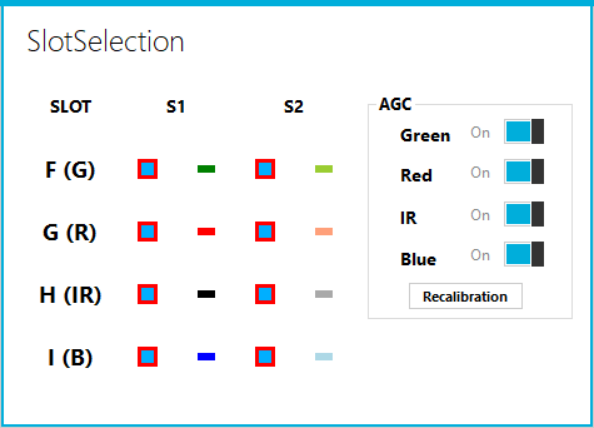 SlotSelection
SLOT S1 S2
F (G)
G (R)
H (IR)
I (B)
AGC
Green On
Red On
IR On
Blue On
Recalibration